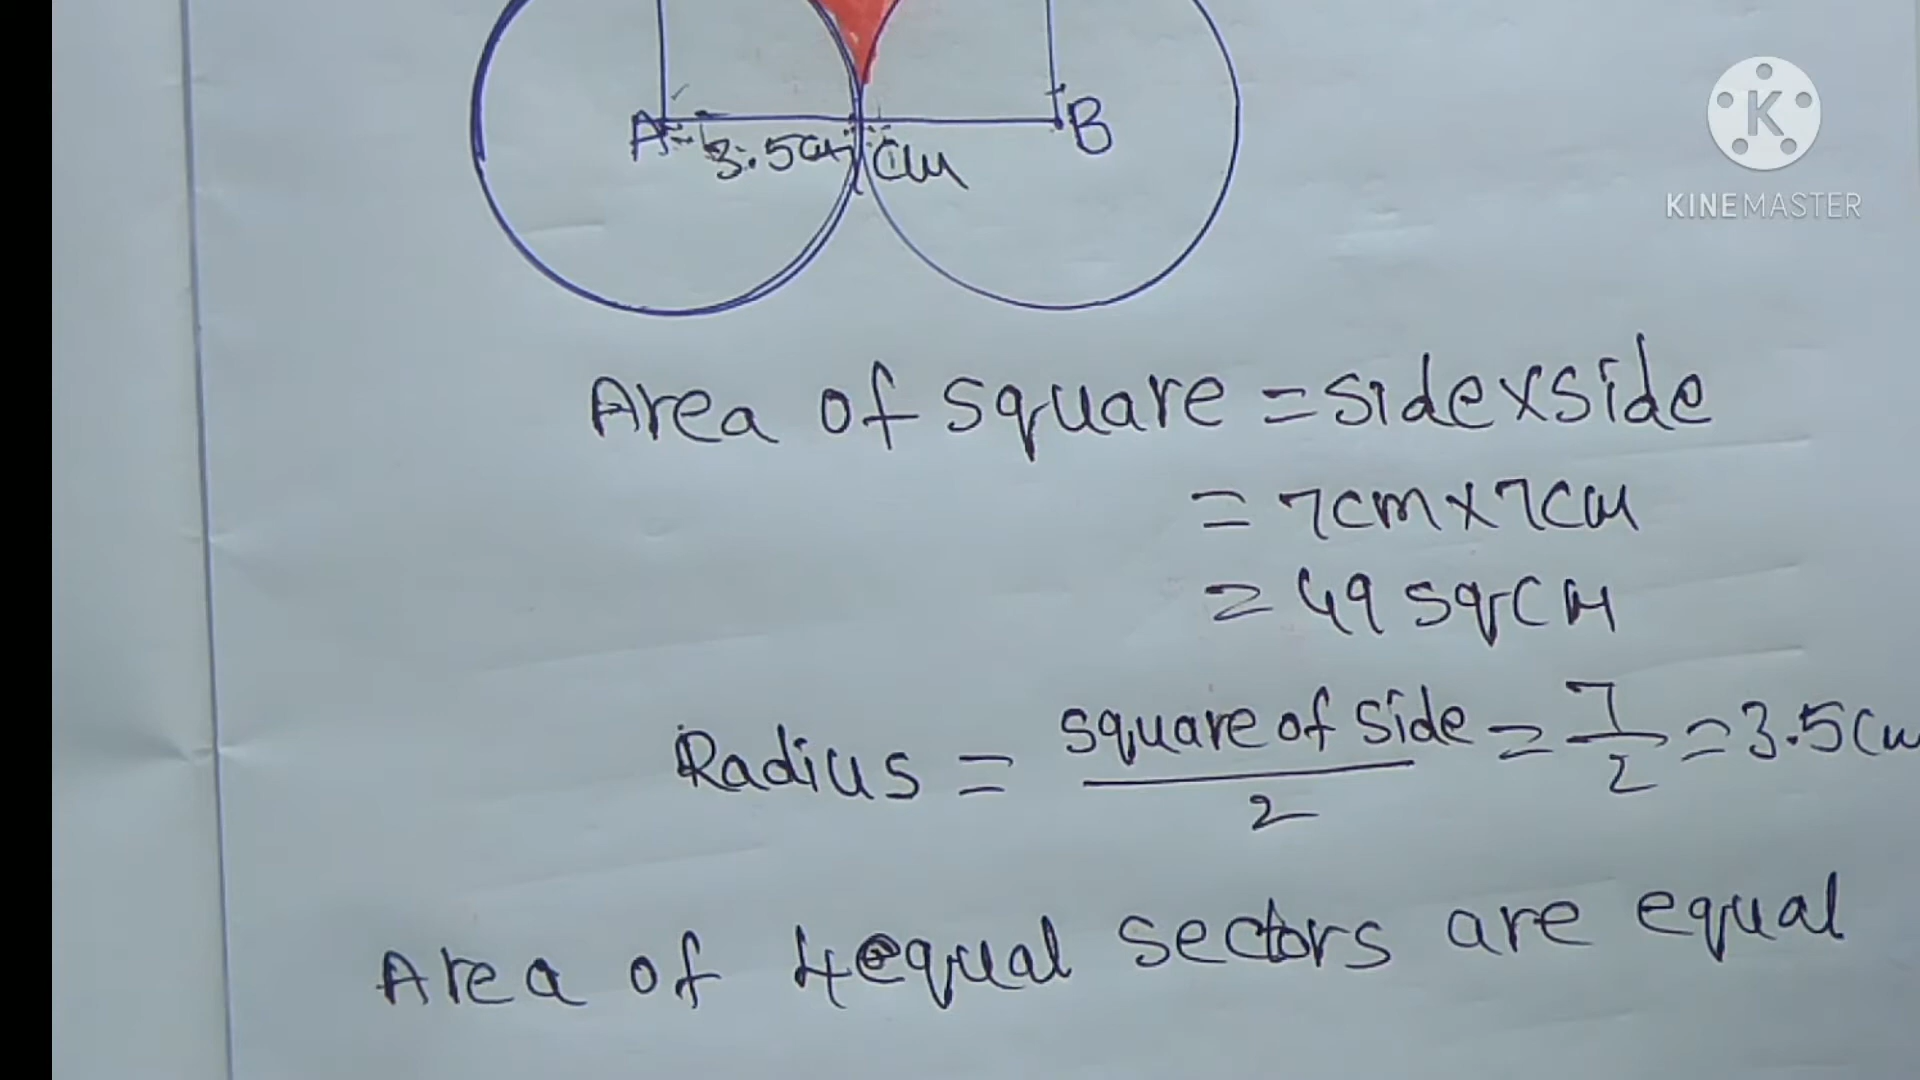 A
3.5cm
cm
B
K
KINEMASTER
Area of square = side x side
= 7cm x 7cm
= 49 sqcm
Radius = square of side / 2 = 7/2 = 3.5cm
Area of 4 equal sectors are equal